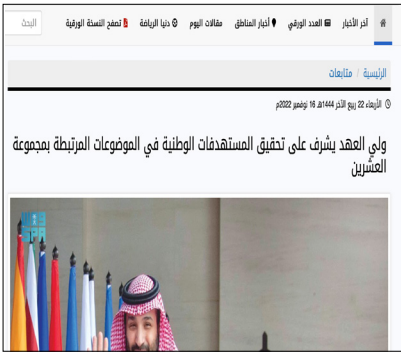 آخر الأخبار العدد الورقي أخبار المناطق مقالات اليوم دنيا الرياضة تصفح النسخة الورقية البحث
الرئيسية / متابعات
الأربعاء 22 ربيع الآخر 1444هـ 16 نوفمبر 2022م
ولي العهد يشرف على تحقيق المستهدفات الوطنية في الموضوعات المرتبطة بمجموعة
العشرين